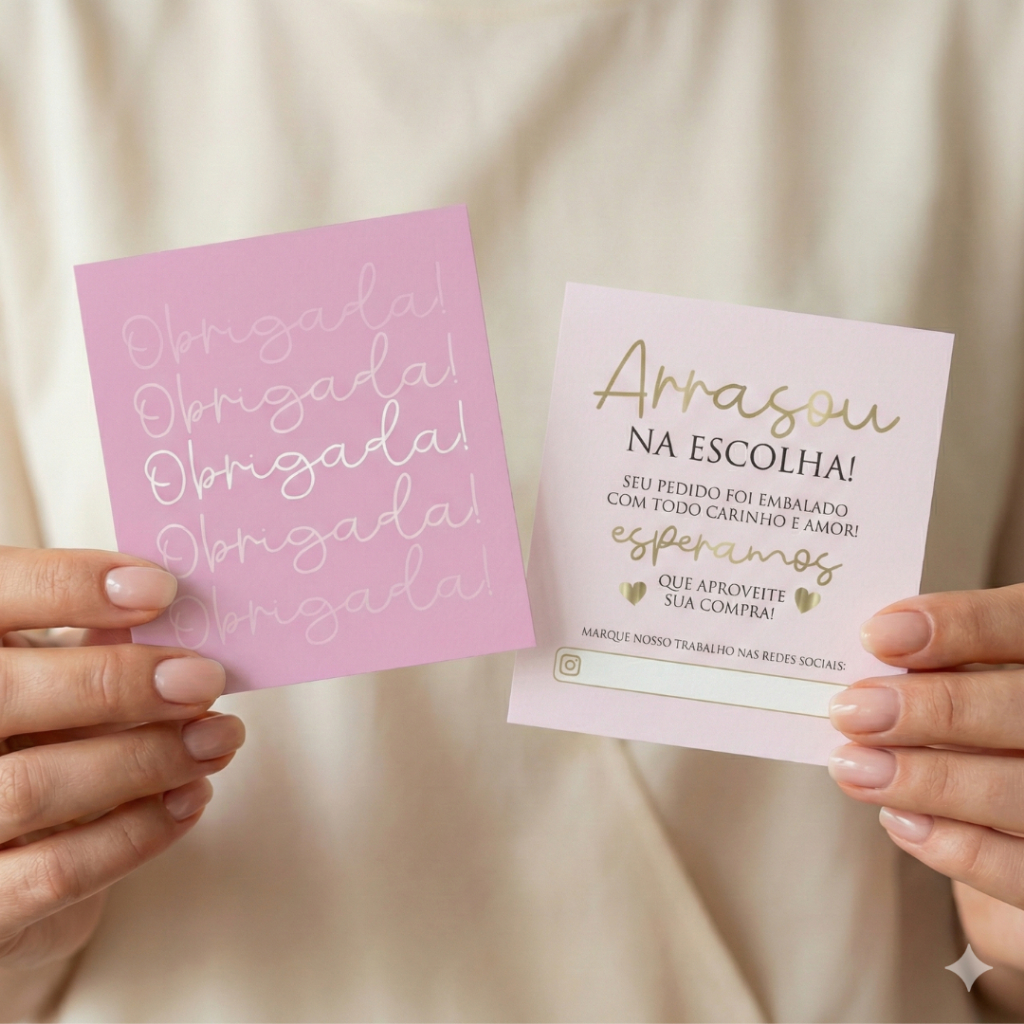 Obrigada!
Obrigada!
Obrigada!
Obrigada!
Obrigada!
Arrasou
NA ESCOLHA!
SEU PEDIDO FOI EMBALADO
COM TODO CARINHO E AMOR!
esperamos
QUE APROVEITE
SUA COMPRA!
MARQUE NOSSO TRABALHO NAS REDES SOCIAIS: